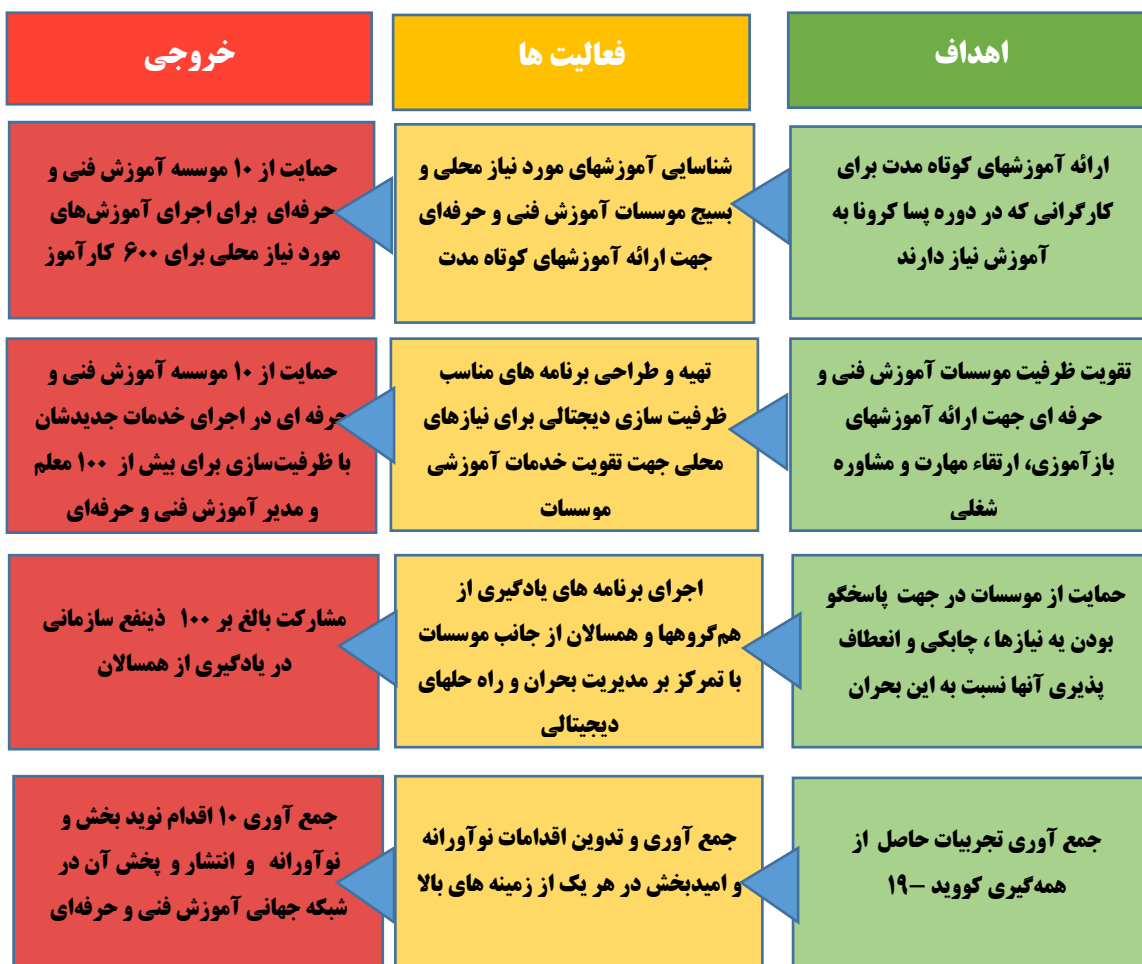 اهداف
فعالیت ها
خروجی
ارائه آموزشهای کوتاه مدت برای
کارگرانی که در دوره پسا کرونا به
آموزش نیاز دارند
شناسایی آموزشهای مورد نیاز محلی و
بسیج موسسات آموزش فنی و حرفه‌ای
جهت ارائه آموزشهای کوتاه مدت
حمایت از ۱۰ موسسه آموزش فنی و
حرفه‌ای برای اجرای آموزش‌های
مورد نیاز محلی برای ۶۰۰ کارآموز
تقویت ظرفیت موسسات آموزش فنی و
حرفه ای جهت ارائه آموزشهای
بازآموزی، ارتقاء مهارت و مشاوره
شغلی
تهیه و طراحی برنامه های مناسب
ظرفیت سازی دیجتالی برای نیازهای
محلی جهت تقویت خدمات آموزشی
موسسات
حمایت از ۱۰ موسسه آموزش فنی و
حرفه ای در اجرای خدمات جدیدشان
با ظرفیت‌سازی برای بیش از ۱۰۰ معلم
و مدیر آموزش فنی و حرفه‌ای
حمایت از موسسات در جهت پاسخگو
بودن یه نیازها ، چابکی و انعطاف
پذیری آنها نسبت به این بحران
اجرای برنامه های یادگیری از
هم‌گروهها و همسالان از جانب موسسات
با تمرکز بر مدیریت بحران و راه حلهای
دیجیتالی
مشارکت بالغ بر ۱۰۰ ذینفع سازمانی
در یادگیری از همسالان
جمع آوری تجربیات حاصل از
همه‌گیری کووید –۱۹
جمع آوری و تدوین اقدامات نوآورانه
و امیدبخش در هر یک از زمینه های بالا
جمع آوری ۱۰ اقدام نوید بخش و
نوآورانه و انتشار و پخش آن در
شبکه جهانی آموزش فنی و حرفه‌ای